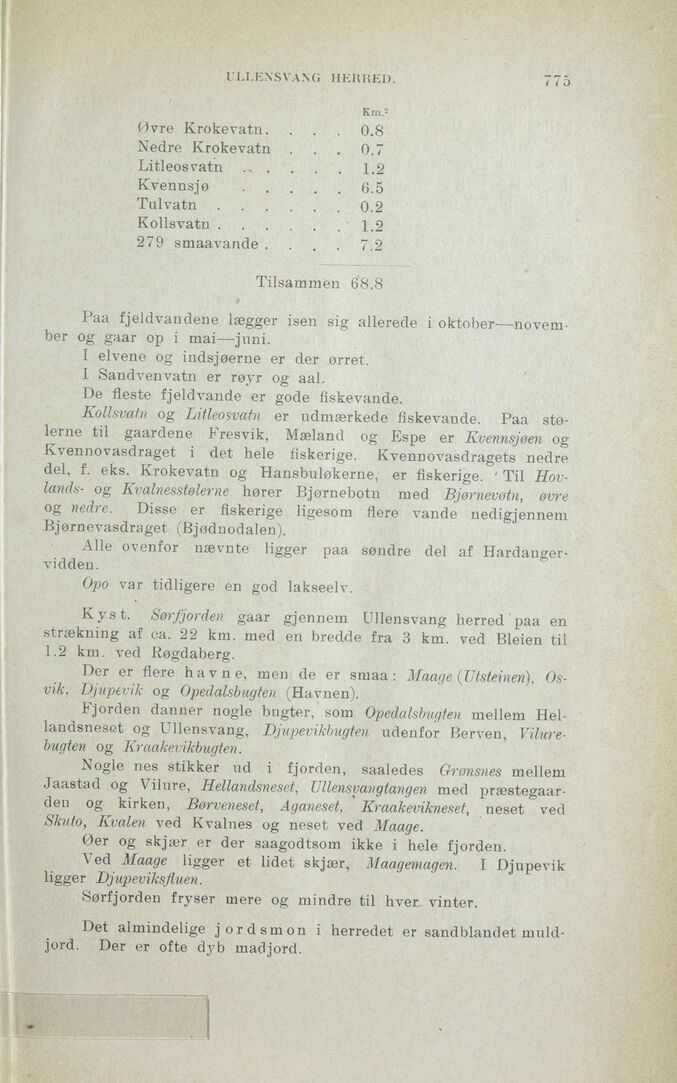 ULLENSVANG HERRED. 775
Km.²
Øvre Krokevatn. . . . 0.8
Nedre Krokevatn . . . 0.7
Litleosvatn . . . . . 1.2
Kvennsjø . . . . . 6.5
Tulvatn . . . . . . 0.2
Kollsvatn . . . . . . 1.2
279 smaavande . . . . 7.2
Tilsammen 68.8
Paa fjeldvandene lægger isen sig allerede i oktober—novem-
ber og gaar op i mai—juni.
I elvene og indsjøerne er der ørret.
I Sandvenvatn er røyr og aal.
De fleste fjeldvande er gode fiskevande.
Kollsvatn og Litleosvatn er udmærkede fiskevande. Paa stø-
lerne til gaardene Fresvik, Mæland og Espe er Kvennsjøen og
Kvennovasdraget i det hele fiskerige. Kvennovasdragets nedre
del, f. eks. Krokevatn og Hansbuløkerne, er fiskerige. Til Hov-
lands- og Kvalnesstølerne hører Bjørnebotn med Bjørnevøtn, øvre
og nedre. Disse er fiskerige ligesom flere vande nedigjennem
Bjørnevasdraget (Bjødnodalen).
Alle ovenfor nævnte ligger paa søndre del af Hardanger-
vidden.
Opo var tidligere en god lakseelv.
Kyst. Sørfjorden gaar gjennem Ullensvang herred paa en
strækning af ca. 22 km. med en bredde fra 3 km. ved Bleien til
1.2 km. ved Røgdaberg.
Der er flere havne, men de er smaa: Maage (Utsteinen), Os-
vik, Djupevik og Opedalsbugten (Havnen).
Fjorden danner nogle bugter, som Opedalsbugten mellem Hel-
landsneset og Ullensvang, Djupevikbugten udenfor Berven, Vilure-
bugten og Kraakevikbugten.
Nogle nes stikker ud i fjorden, saaledes Grønsnes mellem
Jaastad og Vilure, Hellandsneset, Ullensvangtangen med præstegaar-
den og kirken, Børveneset, Aganeset, Kraakevikneset, neset ved
Skuto, Kvalen ved Kvalnes og neset ved Maage.
Øer og skjær er der saagodtsom ikke i hele fjorden.
Ved Maage ligger et lidet skjær, Maagemagen. I Djupevik
ligger Djupeviksfluen.
Sørfjorden fryser mere og mindre til hver vinter.
Det almindelige jordsmon i herredet er sandblandet muld-
jord. Der er ofte dyb madjord.